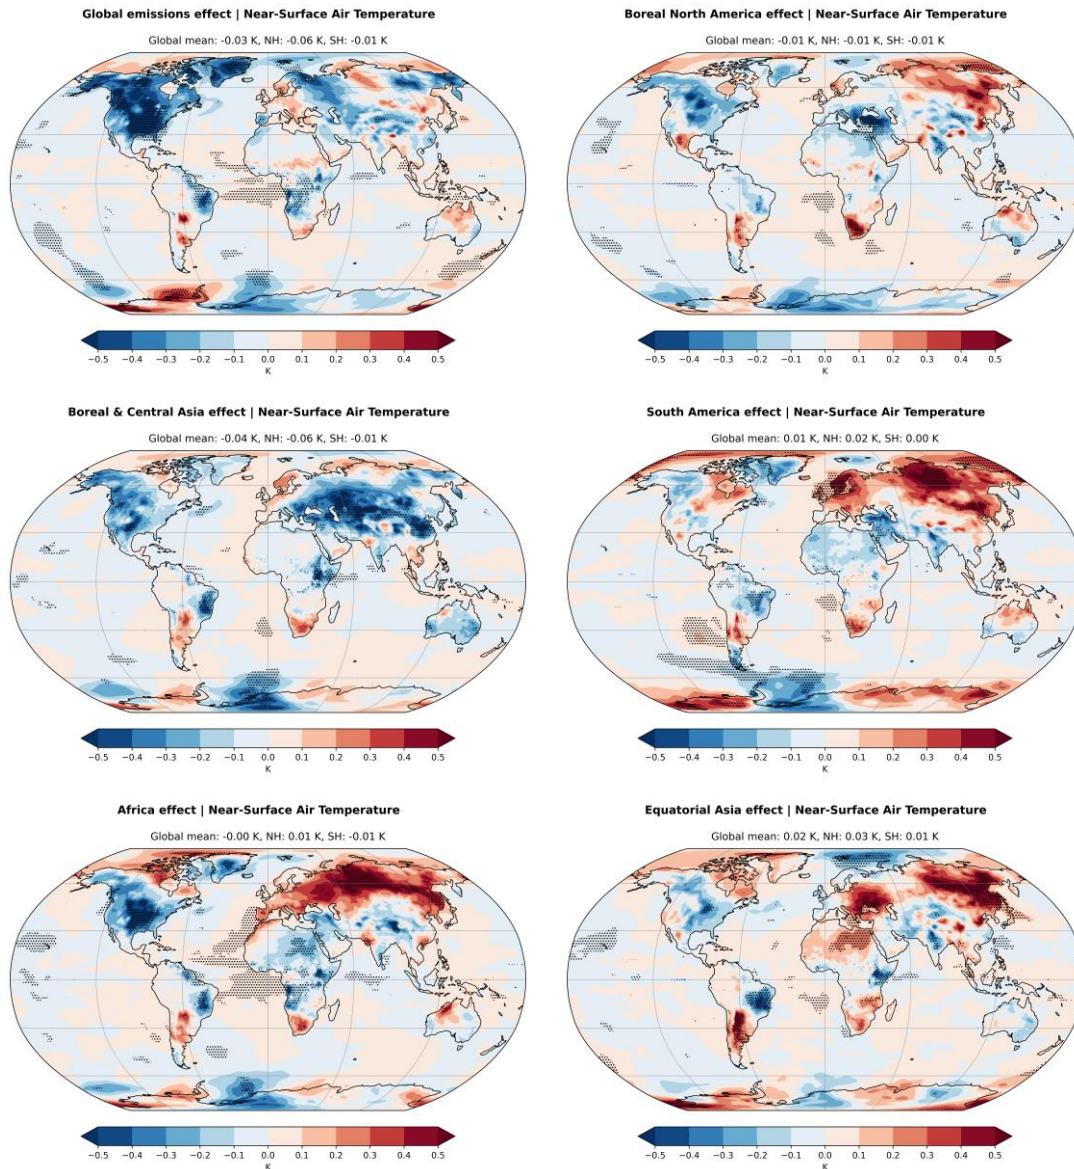 Global emissions effect | Near-Surface Air Temperature
Global mean: -0.03 K, NH: -0.06 K, SH: -0.01 K
−0.5 −0.4 −0.3 −0.2 −0.1 0.0 0.1 0.2 0.3 0.4 0.5
K
Boreal North America effect | Near-Surface Air Temperature
Global mean: -0.01 K, NH: -0.01 K, SH: -0.01 K
−0.5 −0.4 −0.3 −0.2 −0.1 0.0 0.1 0.2 0.3 0.4 0.5
K
Boreal & Central Asia effect | Near-Surface Air Temperature
Global mean: -0.04 K, NH: -0.06 K, SH: -0.01 K
−0.5 −0.4 −0.3 −0.2 −0.1 0.0 0.1 0.2 0.3 0.4 0.5
K
South America effect | Near-Surface Air Temperature
Global mean: 0.01 K, NH: 0.02 K, SH: 0.00 K
−0.5 −0.4 −0.3 −0.2 −0.1 0.0 0.1 0.2 0.3 0.4 0.5
K
Africa effect | Near-Surface Air Temperature
Global mean: -0.00 K, NH: 0.01 K, SH: -0.01 K
−0.5 −0.4 −0.3 −0.2 −0.1 0.0 0.1 0.2 0.3 0.4 0.5
K
Equatorial Asia effect | Near-Surface Air Temperature
Global mean: 0.02 K, NH: 0.03 K, SH: 0.01 K
−0.5 −0.4 −0.3 −0.2 −0.1 0.0 0.1 0.2 0.3 0.4 0.5
K